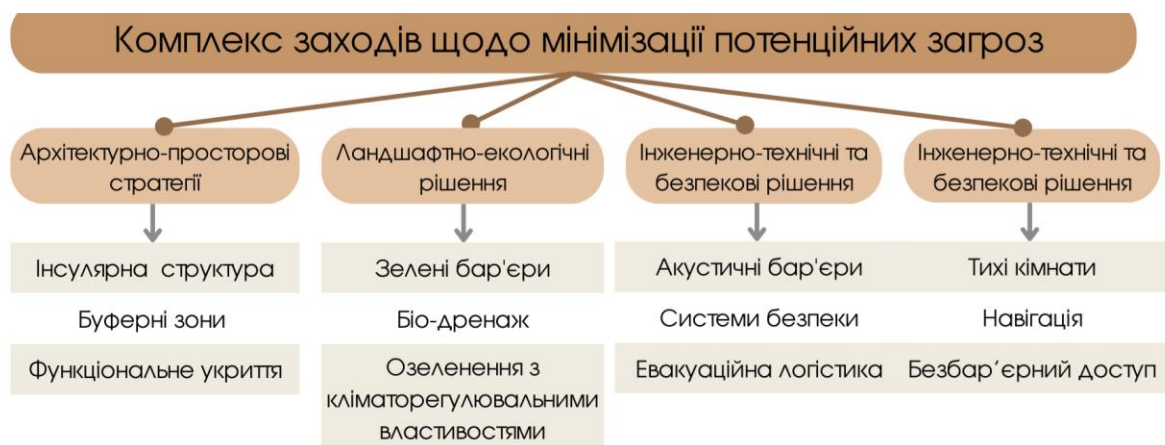 Комплекс заходів щодо мінімізації потенційних загроз
Архітектурно-просторові
стратегії
Ландшафтно-екологічні
рішення
Інженерно-технічні та
безпекові рішення
Інженерно-технічні та
безпекові рішення
Інсулярна структура
Зелені бар'єри
Акустичні бар'єри
Тихі кімнати
Буферні зони
Біо-дренаж
Системи безпеки
Навігація
Функціональне укриття
Озеленення з
кліматорегулювальними
властивостями
Евакуаційна логістика
Безбар’єрний доступ